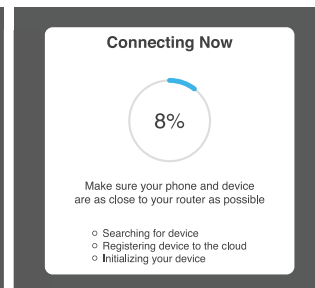 Connecting Now
8%
Make sure your phone and device
are as close to your router as possible
Searching for device
Registering device to the cloud
Initializing your device